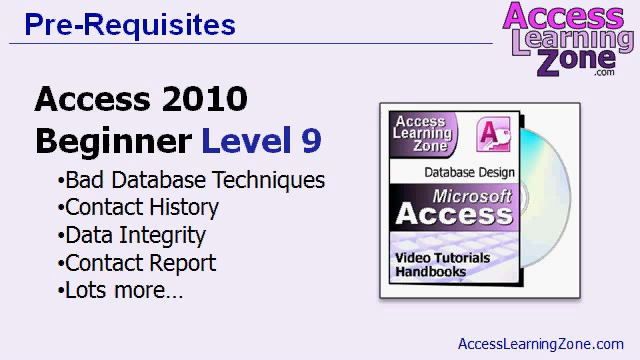 Pre-Requisites
Access
Learning
Zone
.com
Access 2010
Beginner Level 9
•Bad Database Techniques
•Contact History
•Data Integrity
•Contact Report
•Lots more…
Access
Learning
Zone
A
Database Design
Microsoft
Access
Video Tutorials
Handbooks
AccessLearningZone.com